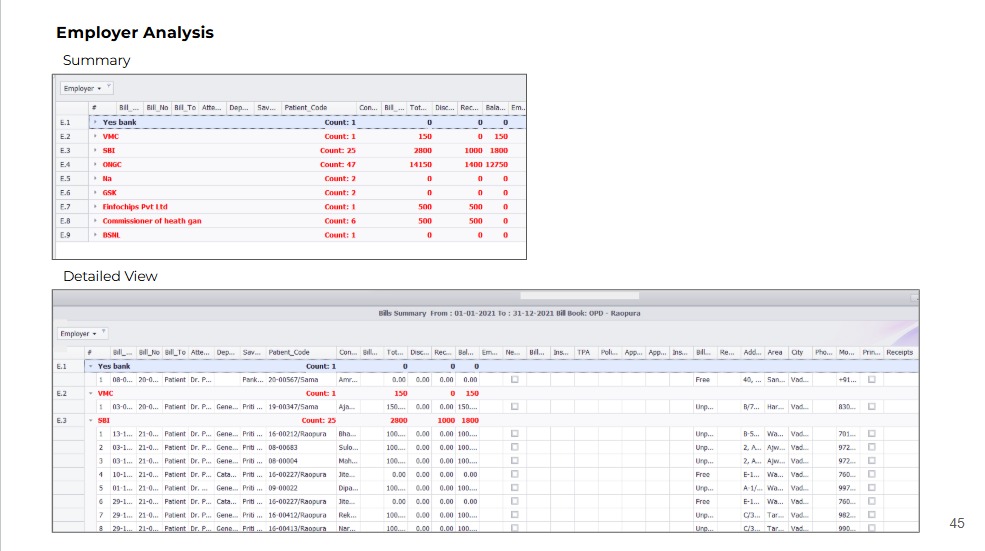 Employer Analysis
Summary
Employer
# Bill_... Bill_No Bill_To Atte... Dep... Sav... Patient_Code Con... Bill_... Tot... Disc... Rec... Bala... Em...
E.1 Yes bank Count: 1 0 0 0
E.2 VMC Count: 1 150 0 150
E.3 SBI Count: 25 2800 1000 1800
E.4 ONGC Count: 47 14150 1400 12750
E.5 Na Count: 2 0 0 0
E.6 GSK Count: 2 0 0 0
E.7 Finfochips Pvt Ltd Count: 1 500 500 0
E.8 Commissioner of heath gan Count: 6 500 500 0
E.9 BSNL Count: 1 0 0 0
Detailed View
Bills Summary From : 01-01-2021 To : 31-12-2021 Bill Book: OPD - Raopura
Employer
# Bill_... Bill_No Bill_To Atte... Dep... Sav... Patient_Code Con... Bill... Tot... Disc... Rec... Bal... Em... Ne... Bill... Ins... TPA Poli... App... App... Ins... Bill... Re... Add... Area City Pho... Mo... Prin... Receipts
E.1 Yes bank Count: 1 0 0 0
1 08-0... 20-0... Patient Dr. P... Pank... 20-00567/Sama Amr... 0.00 0.00 0.00 0.00 Free 40, ... San... Vad... +91...
E.2 VMC Count: 1 150 0 150
1 03-0... 20-0... Patient Dr. P... Gene... Priti ... 19-00347/Sama Aja... 150.... 0.00 0.00 150.... Unp... B/7... Har... Vad... 830...
E.3 SBI Count: 25 2800 1000 1800
1 13-1... 21-0... Patient Dr. P... Gene... Priti ... 16-00212/Raopura Bha... 100.... 0.00 0.00 100.... Unp... B-5... Wa... Vad... 701...
2 03-1... 21-0... Patient Dr. P... Gene... Priti ... 08-00683 Sulo... 100.... 0.00 0.00 100.... Unp... 2, A... Ajw... Vad... 972...
3 03-1... 21-0... Patient Dr. P... Gene... Priti ... 08-00004 Moh... 100.... 0.00 0.00 100.... Unp... 2, A... Ajw... Vad... 972...
4 10-1... 21-0... Patient Dr. P... Cata... Priti ... 16-00227/Raopura Jite... 0.00 0.00 0.00 0.00 Free E-1... Wa... Vad... 760...
5 01-1... 21-0... Patient Dr. P... Gene... Priti ... 09-00022 Dipa... 100.... 0.00 0.00 100.... Unp... A-1/... Wa... Vad... 997...
6 29-1... 21-0... Patient Dr. P... Cata... Priti ... 16-00227/Raopura Jite... 0.00 0.00 0.00 0.00 Free E-1... Wa... Vad... 760...
7 29-1... 21-0... Patient Dr. P... Gene... Priti ... 16-00412/Raopura Rek... 100.... 0.00 0.00 100.... Unp... C/3... Tar... Vad... 982...
8 29-1... 21-0... Patient Dr. P... Gene... Priti ... 16-00413/Raopura Nar... 100.... 0.00 0.00 100.... Unp... C/3... Tar... Vad... 990...
45